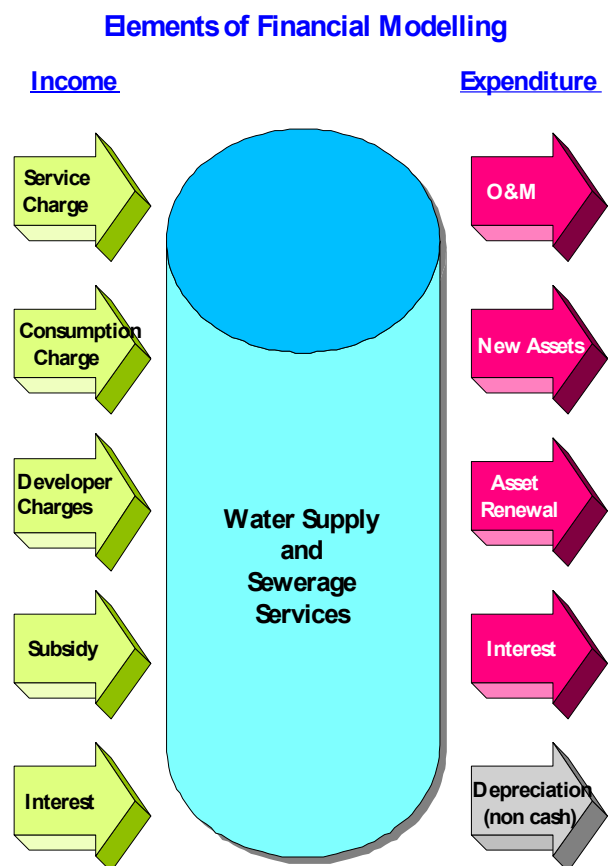 Elements of Financial Modelling
Income
Expenditure
Service
Charge
O&M
Consumption
Charge
New Assets
Developer
Charges
Asset
Renewal
Water Supply
and
Sewerage
Services
Subsidy
Interest
Interest
Depreciation
(non cash)